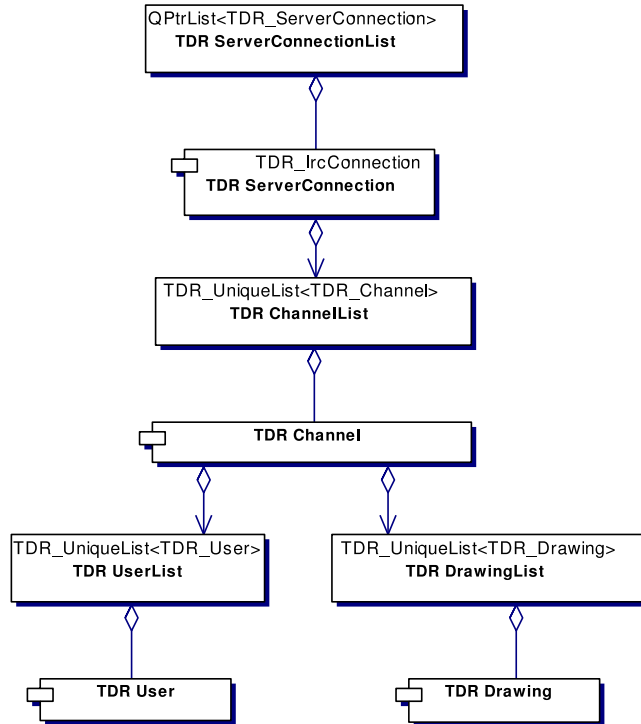 QPtrList<TDR_ServerConnection>
TDR ServerConnectionList
TDR_IrcConnection
TDR ServerConnection
TDR_UniqueList<TDR_Channel>
TDR ChannelList
TDR Channel
TDR_UniqueList<TDR_User>
TDR UserList
TDR_UniqueList<TDR_Drawing>
TDR DrawingList
TDR User
TDR Drawing